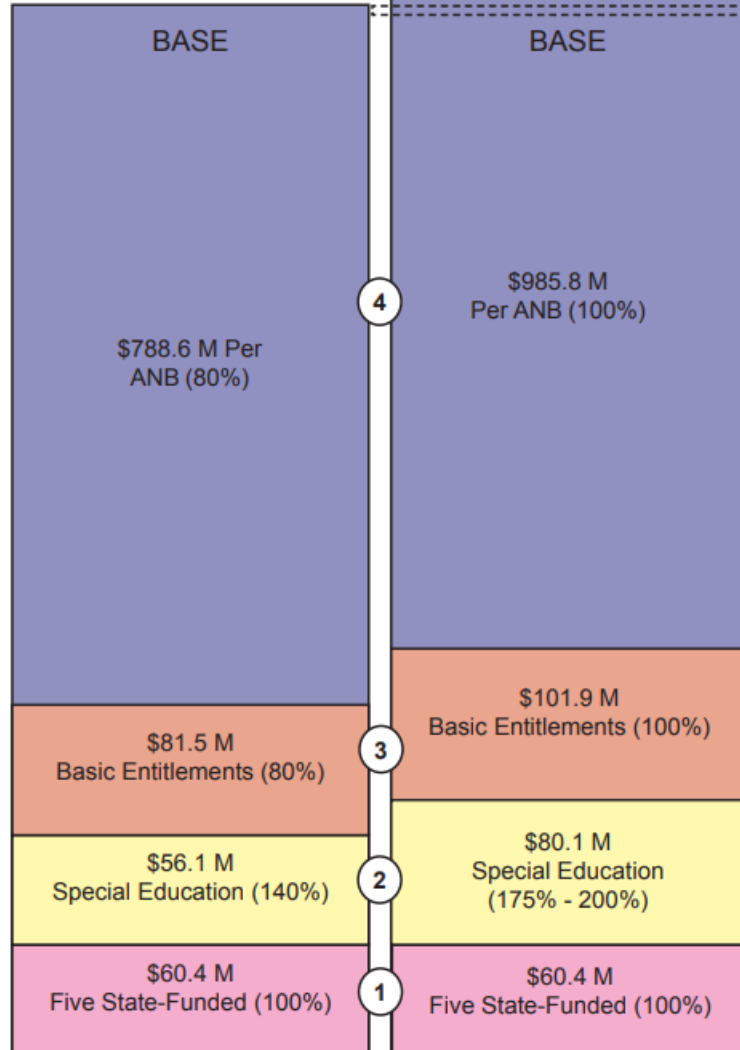 BASE
$788.6 M Per
ANB (80%)
$81.5 M
Basic Entitlements (80%)
$56.1 M
Special Education (140%)
$60.4 M
Five State-Funded (100%)
4
3
2
1
BASE
$985.8 M
Per ANB (100%)
$101.9 M
Basic Entitlements (100%)
$80.1 M
Special Education
(175% - 200%)
$60.4 M
Five State-Funded (100%)